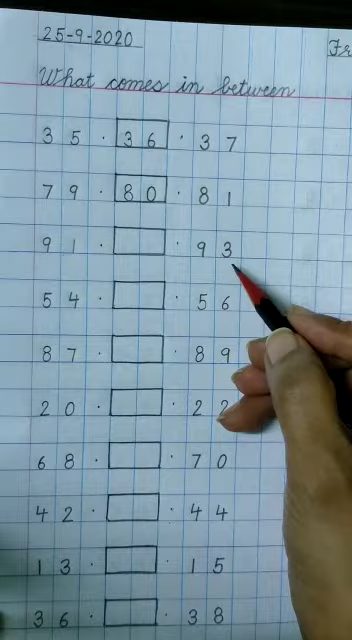 25-9-2020
Fr
What comes in between
35 . 36 . 37
79 . 80 . 81
91 . . 93
54 . . 56
87 . . 89
20 . . 22
68 . . 70
42 . . 44
13 . . 15
36 . . 38